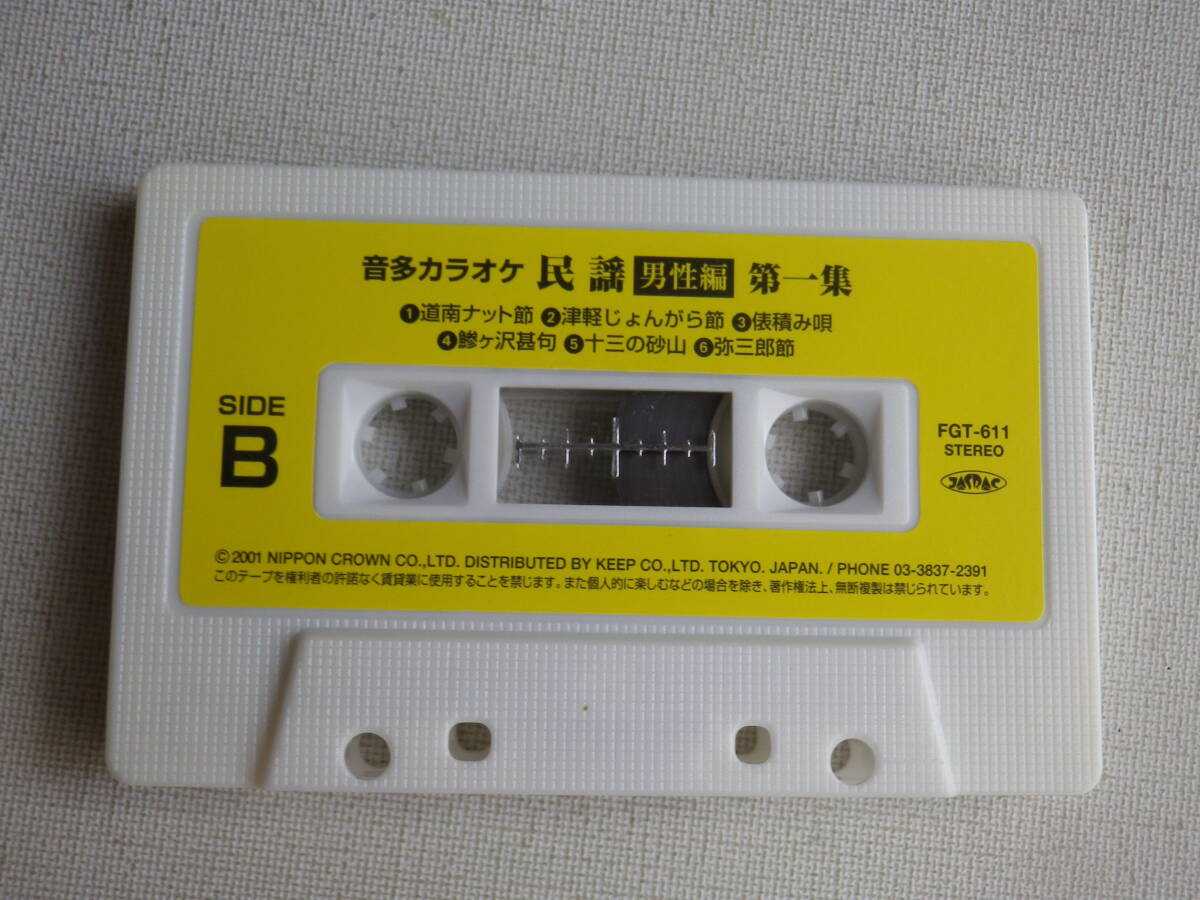 音多カラオケ 民謡 男性編 第一集
❶道南ナット節 ❷津軽じょんがら節 ❸俵積み唄
❹鰺ヶ沢甚句 ❺十三の砂山 ❻弥三郎節
SIDE
B
FGT-611
STEREO
JASRAC
©2001 NIPPON CROWN CO.,LTD. DISTRIBUTED BY KEEP CO.,LTD. TOKYO. JAPAN. / PHONE 03-3837-2391
このテープを権利者の許諾なく賃貸業に使用することを禁じます。また個人的に楽しむなどの場合を除き、著作権法上、無断複製は禁じられています。